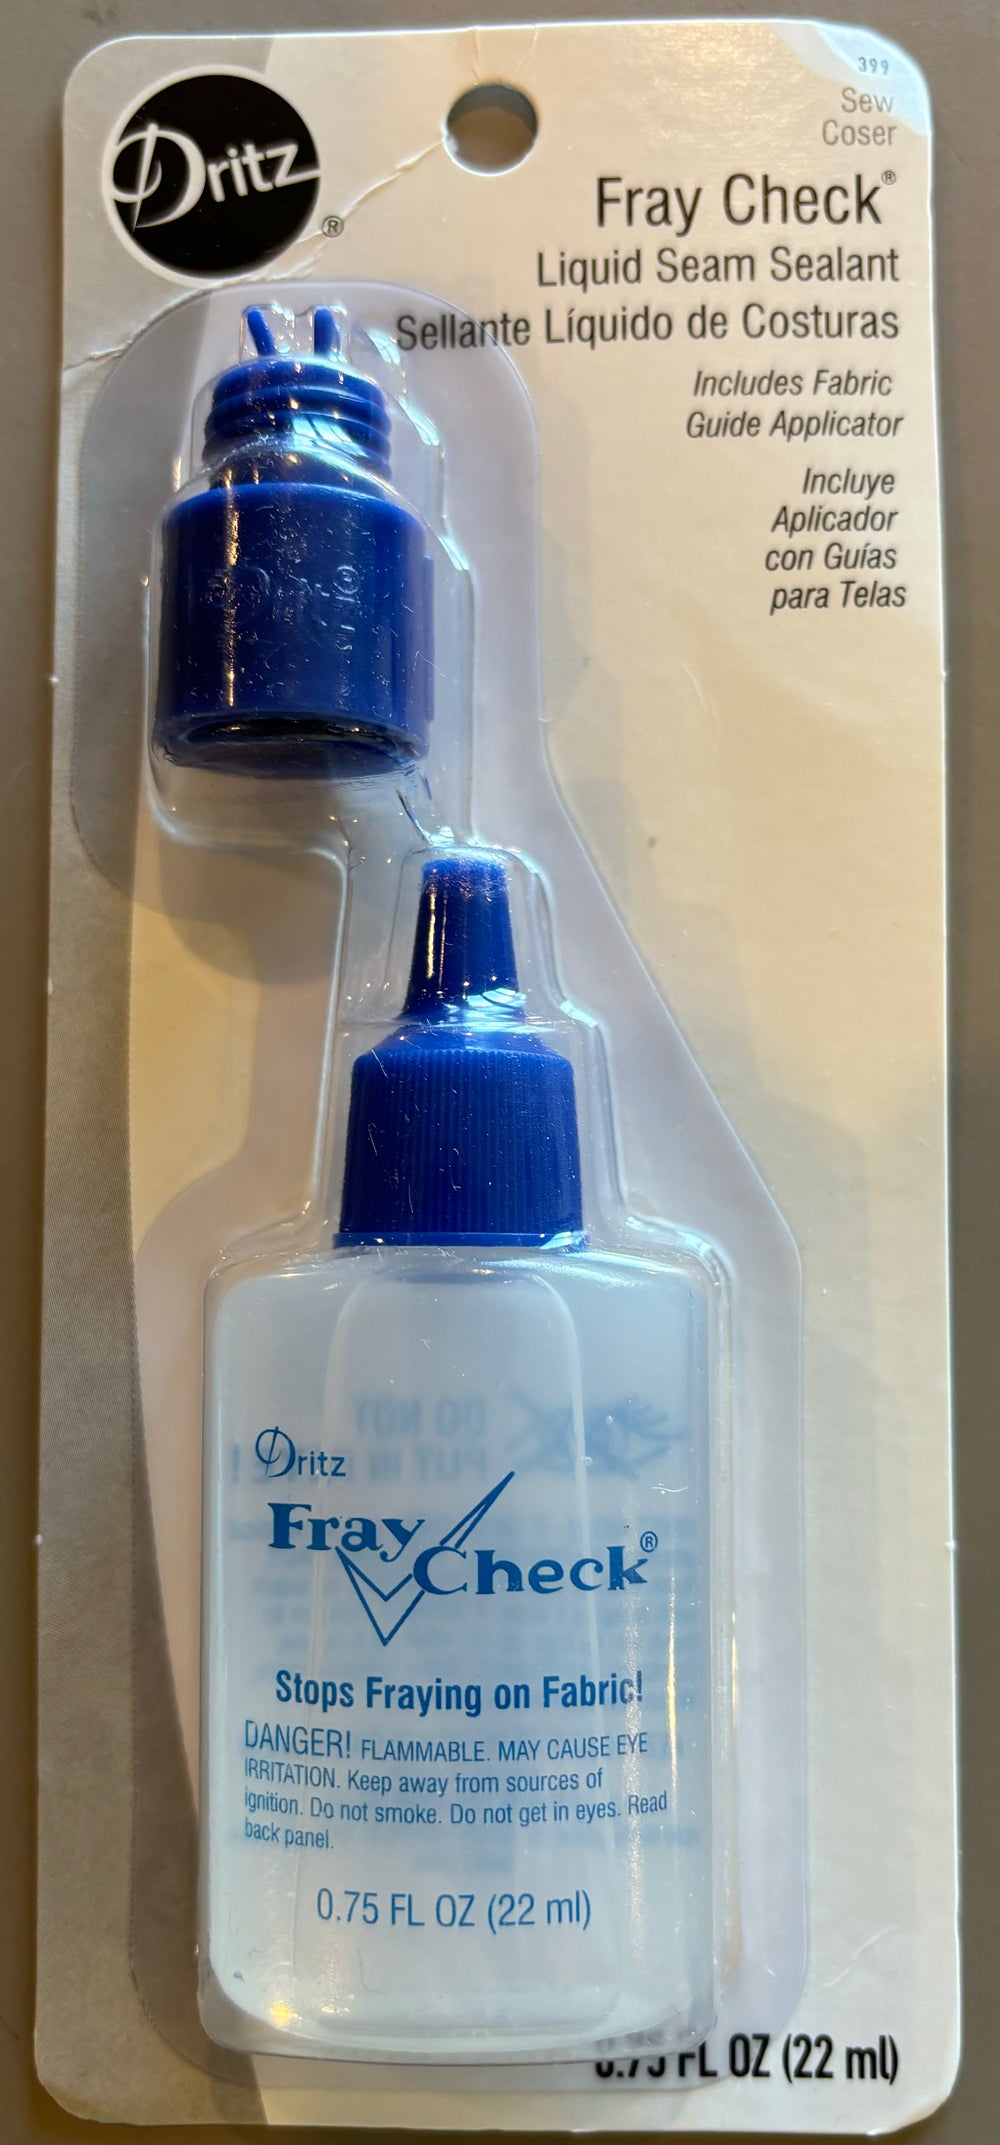 Dritz®
399
Sew
Coser
Fray Check®
Liquid Seam Sealant
Sellante Líquido de Costuras
Includes Fabric
Guide Applicator
Incluye
Aplicador
con Guías
para Telas
Dritz
Fray Check®
Stops Fraying on Fabric!
DANGER! FLAMMABLE. MAY CAUSE EYE
IRRITATION. Keep away from sources of
ignition. Do not smoke. Do not get in eyes. Read
back panel.
0.75 FL OZ (22 ml)
0.75 FL OZ (22 ml)